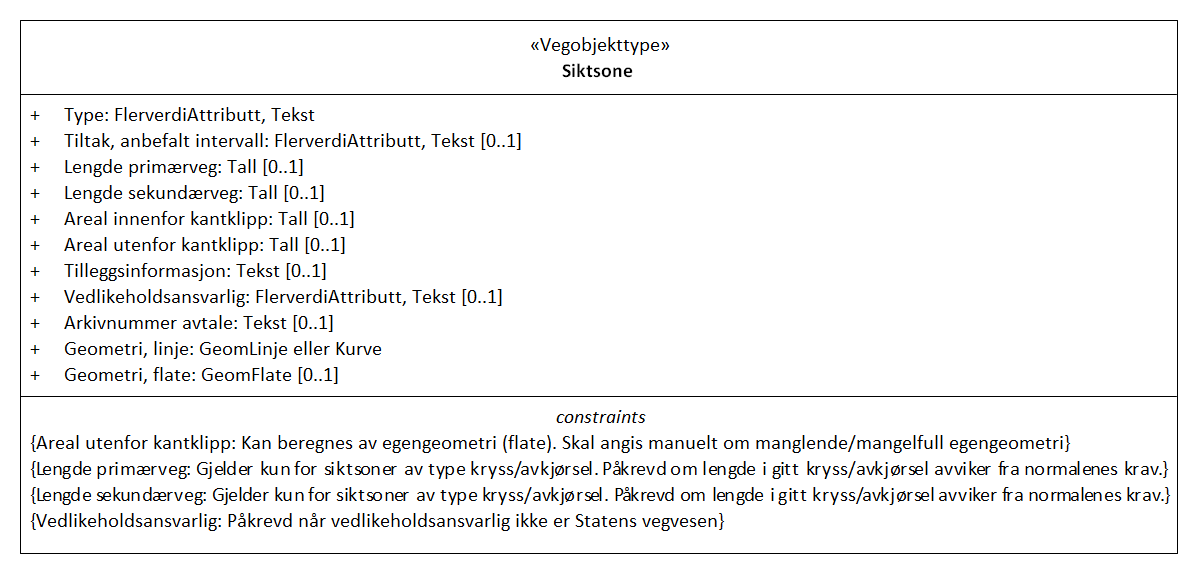 «Vegobjekttype»
Siktsone
+ Type: FlerverdiAttributt, Tekst
+ Tiltak, anbefalt intervall: FlerverdiAttributt, Tekst [0..1]
+ Lengde primærveg: Tall [0..1]
+ Lengde sekundærveg: Tall [0..1]
+ Areal innenfor kantklipp: Tall [0..1]
+ Areal utenfor kantklipp: Tall [0..1]
+ Tilleggsinformasjon: Tekst [0..1]
+ Vedlikeholdsansvarlig: FlerverdiAttributt, Tekst [0..1]
+ Arkivnummer avtale: Tekst [0..1]
+ Geometri, linje: GeomLinje eller Kurve
+ Geometri, flate: GeomFlate [0..1]
constraints
{Areal utenfor kantklipp: Kan beregnes av egengeometri (flate). Skal angis manuelt om manglende/mangelfull egengeometri}
{Lengde primærveg: Gjelder kun for siktsoner av type kryss/avkjørsel. Påkrevd om lengde i gitt kryss/avkjørsel avviker fra normalenes krav.}
{Lengde sekundærveg: Gjelder kun for siktsoner av type kryss/avkjørsel. Påkrevd om lengde i gitt kryss/avkjørsel avviker fra normalenes krav.}
{Vedlikeholdsansvarlig: Påkrevd når vedlikeholdsansvarlig ikke er Statens vegvesen}